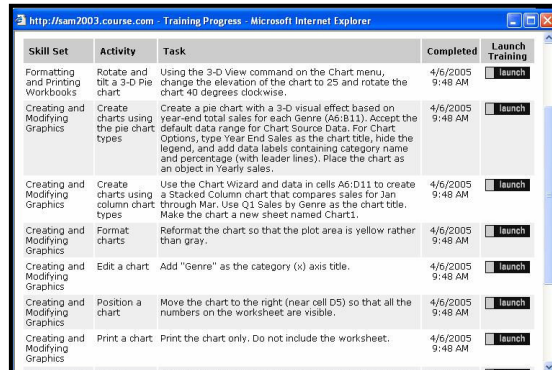 http://sam2003.course.com - Training Progress - Microsoft Internet Explorer
Skill Set Activity Task Completed Launch Training
Formatting and Printing Workbooks
Rotate and tilt a 3-D Pie chart
Using the 3-D View command on the Chart menu,
change the elevation of the chart to 25 and rotate the
chart 40 degrees clockwise.
4/6/2005
9:48 AM
launch
Creating and Modifying Graphics
Create charts using the pie chart types
Create a pie chart with a 3-D visual effect based on
year-end total sales for each Genre (A6:B11). Accept the
default data range for Chart Source Data. For Chart
Options, type Year End Sales as the chart title, hide the
legend, and add data labels containing category name
and percentage (with leader lines). Place the chart as
an object in Yearly sales.
4/6/2005
9:48 AM
launch
Creating and Modifying Graphics
Create charts using column chart types
Use the Chart Wizard and data in cells A6:D11 to create
a Stacked Column chart that compares sales for Jan
through Mar. Use Q1 Sales by Genre as the chart title.
Make the chart a new sheet named Chart1.
4/6/2005
9:48 AM
launch
Creating and Modifying Graphics
Format charts
Reformat the chart so that the plot area is yellow rather
than gray.
4/6/2005
9:48 AM
launch
Creating and Modifying Graphics
Edit a chart
Add "Genre" as the category (x) axis title.
4/6/2005
9:48 AM
launch
Creating and Modifying Graphics
Position a chart
Move the chart to the right (near cell D5) so that all the
numbers on the worksheet are visible.
4/6/2005
9:48 AM
launch
Creating and Modifying Graphics
Print a chart
Print the chart only. Do not include the worksheet.
4/6/2005
9:48 AM
launch